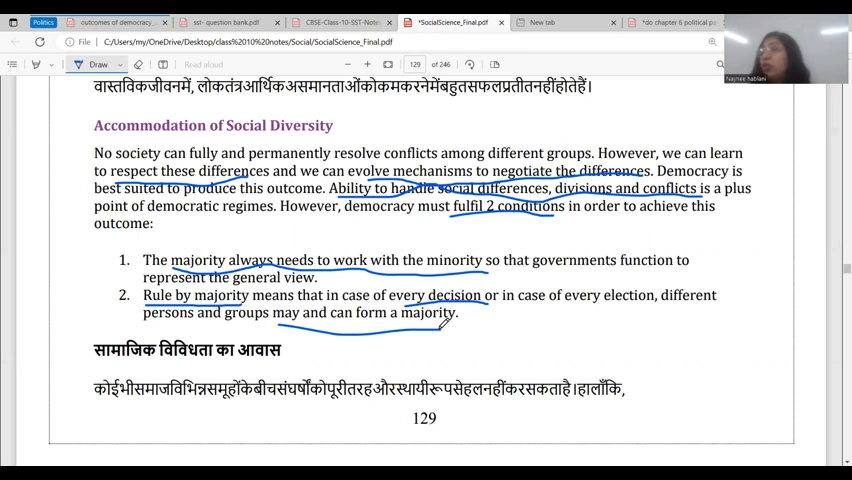 Politics
outcomes of democracy
sst- question bank.pdf
CBSE-Class-10-SST-Notes
*SocialScience_Final.pdf
New tab
*do chapter 6 political pa
File
C:/Users/my/OneDrive/Desktop/class%2010%20notes/Social/SocialScience_Final.pdf
Draw
Read aloud
129 of 246
Naynee hablani
वास्तविकजीवनमें, लोकतंत्रआर्थिकअसमानताओंकोकमकरनेमेंबहुतसफलप्रतीतनहींहोतेहैं।
Accommodation of Social Diversity
No society can fully and permanently resolve conflicts among different groups. However, we can learn
to respect these differences and we can evolve mechanisms to negotiate the differences. Democracy is
best suited to produce this outcome. Ability to handle social differences, divisions and conflicts is a plus
point of democratic regimes. However, democracy must fulfil 2 conditions in order to achieve this
outcome:
1. The majority always needs to work with the minority so that governments function to
represent the general view.
2. Rule by majority means that in case of every decision or in case of every election, different
persons and groups may and can form a majority.
सामाजिक विविधता का आवास
कोईभीसमाजविभिन्नसमूहोंकेबीचसंघर्षोंकोपूरीतरहऔरस्थायीरूपसेहलनहींकरसकताहै।हालाँकि,
129